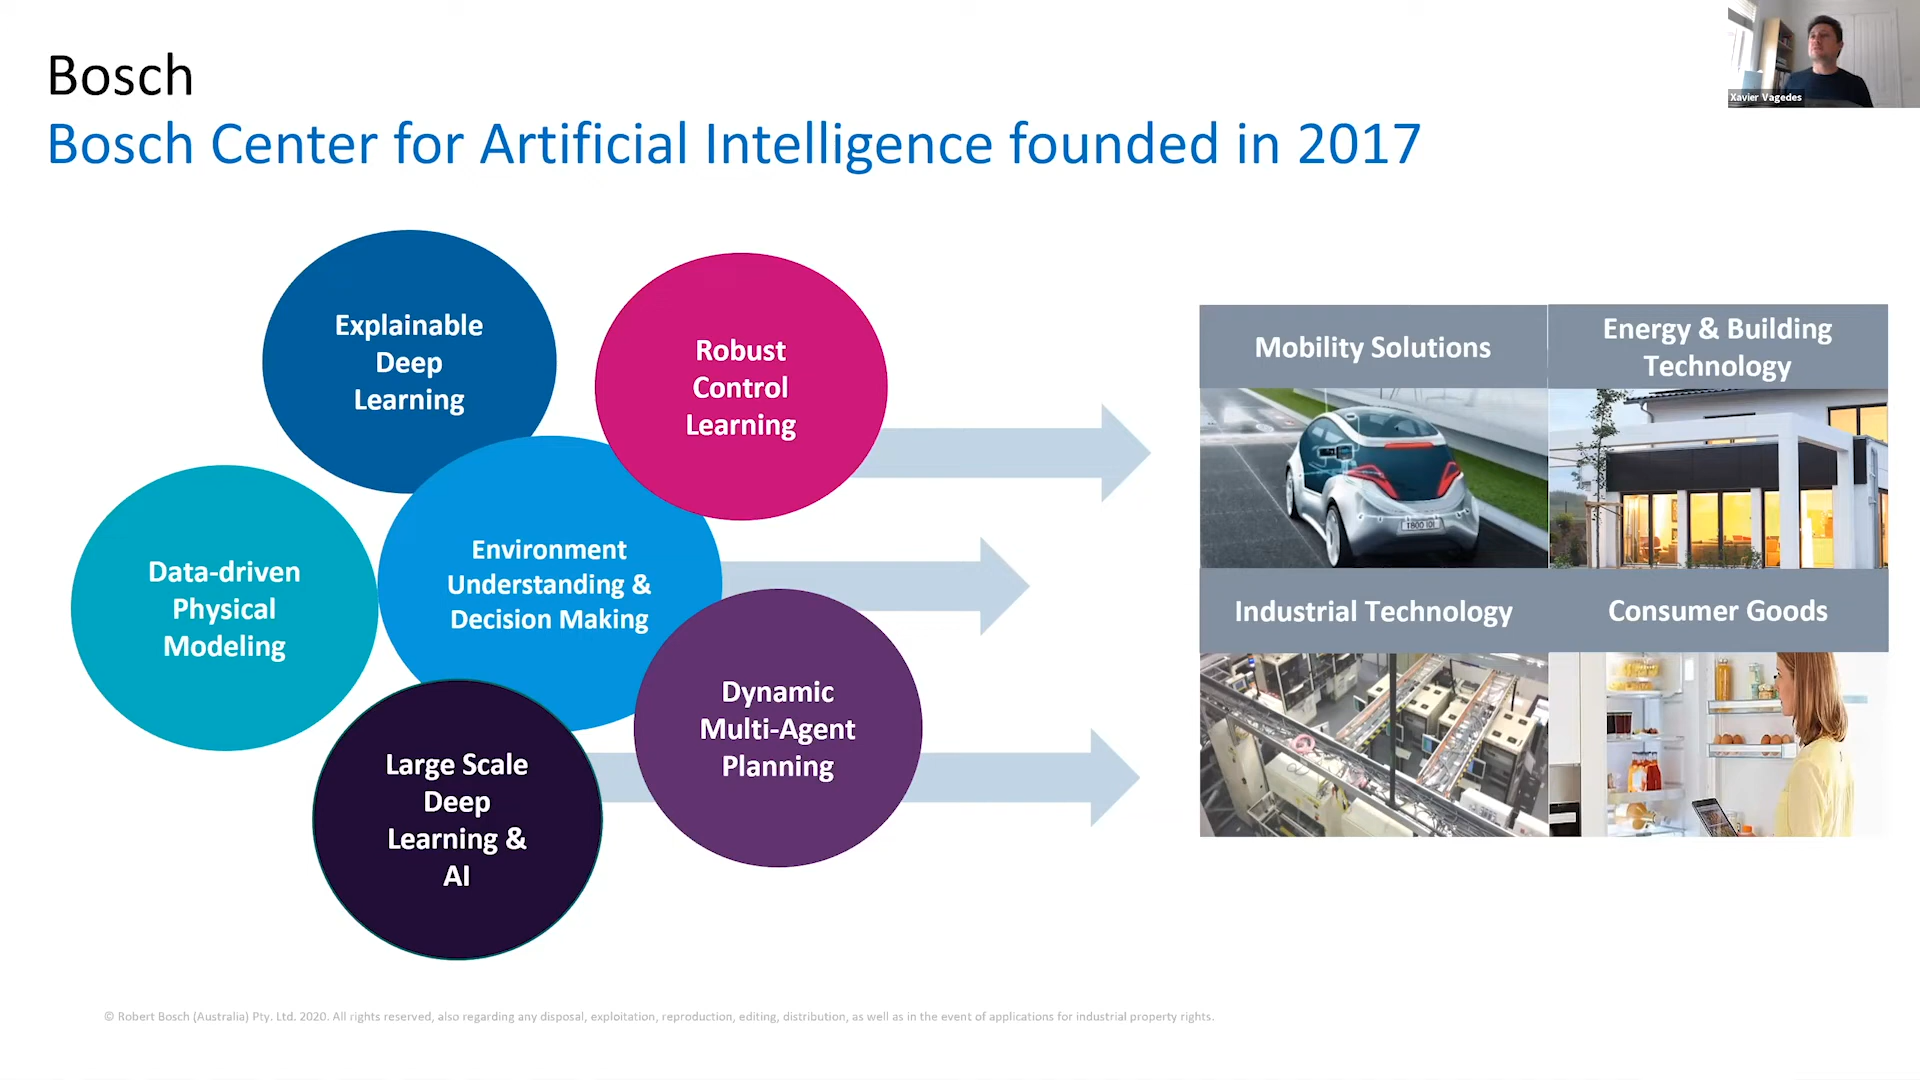 Bosch
Bosch Center for Artificial Intelligence founded in 2017
Xavier Vagedes
Explainable
Deep
Learning
Robust
Control
Learning
Data-driven
Physical
Modeling
Environment
Understanding &
Decision Making
Dynamic
Multi-Agent
Planning
Large Scale
Deep
Learning &
AI
Mobility Solutions
Energy & Building
Technology
Industrial Technology
Consumer Goods
© Robert Bosch (Australia) Pty. Ltd. 2020. All rights reserved, also regarding any disposal, exploitation, reproduction, editing, distribution, as well as in the event of applications for industrial property rights.